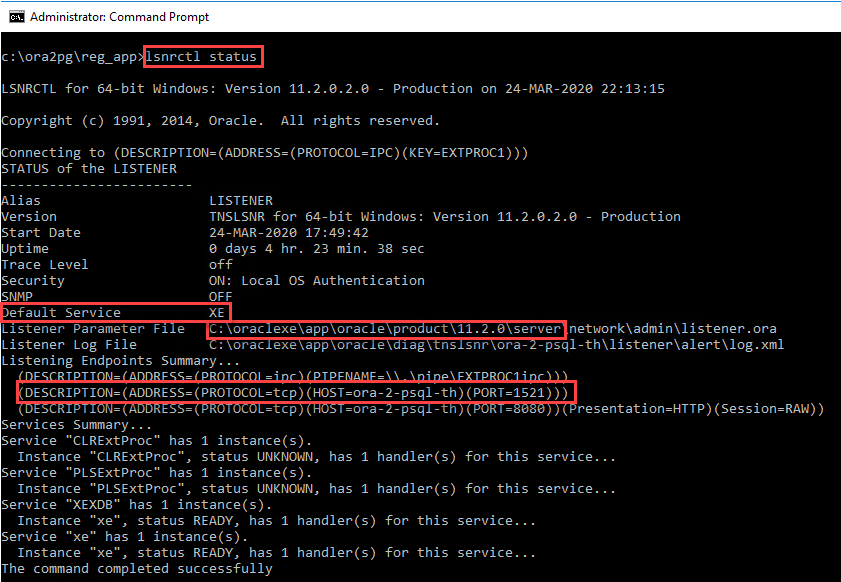 Administrator: Command Prompt
c:\ora2pg\reg_app>lsnrctl status
LSNRCTL for 64-bit Windows: Version 11.2.0.2.0 - Production on 24-MAR-2020 22:13:15
Copyright (c) 1991, 2014, Oracle.  All rights reserved.
Connecting to (DESCRIPTION=(ADDRESS=(PROTOCOL=IPC)(KEY=EXTPROC1)))
STATUS of the LISTENER
------------------------
Alias                     LISTENER
Version                   TNSLSNR for 64-bit Windows: Version 11.2.0.2.0 - Production
Start Date                24-MAR-2020 17:49:42
Uptime                    0 days 4 hr. 23 min. 38 sec
Trace Level               off
Security                  ON: Local OS Authentication
SNMP                      OFF
Default Service           XE
Listener Parameter File   C:\oraclexe\app\oracle\product\11.2.0\server\network\admin\listener.ora
Listener Log File         C:\oraclexe\app\oracle\diag\tnslsnr\ora-2-psql-th\listener\alert\log.xml
Listening Endpoints Summary...
  (DESCRIPTION=(ADDRESS=(PROTOCOL=ipc)(PIPENAME=\\.\pipe\EXTPROC1ipc)))
  (DESCRIPTION=(ADDRESS=(PROTOCOL=tcp)(HOST=ora-2-psql-th)(PORT=1521)))
  (DESCRIPTION=(ADDRESS=(PROTOCOL=tcp)(HOST=ora-2-psql-th)(PORT=8080))(Presentation=HTTP)(Session=RAW))
Services Summary...
Service "CLRExtProc" has 1 instance(s).
  Instance "CLRExtProc", status UNKNOWN, has 1 handler(s) for this service...
Service "PLSExtProc" has 1 instance(s).
  Instance "PLSExtProc", status UNKNOWN, has 1 handler(s) for this service...
Service "XEXDB" has 1 instance(s).
  Instance "xe", status READY, has 1 handler(s) for this service...
Service "xe" has 1 instance(s).
  Instance "xe", status READY, has 1 handler(s) for this service...
The command completed successfully